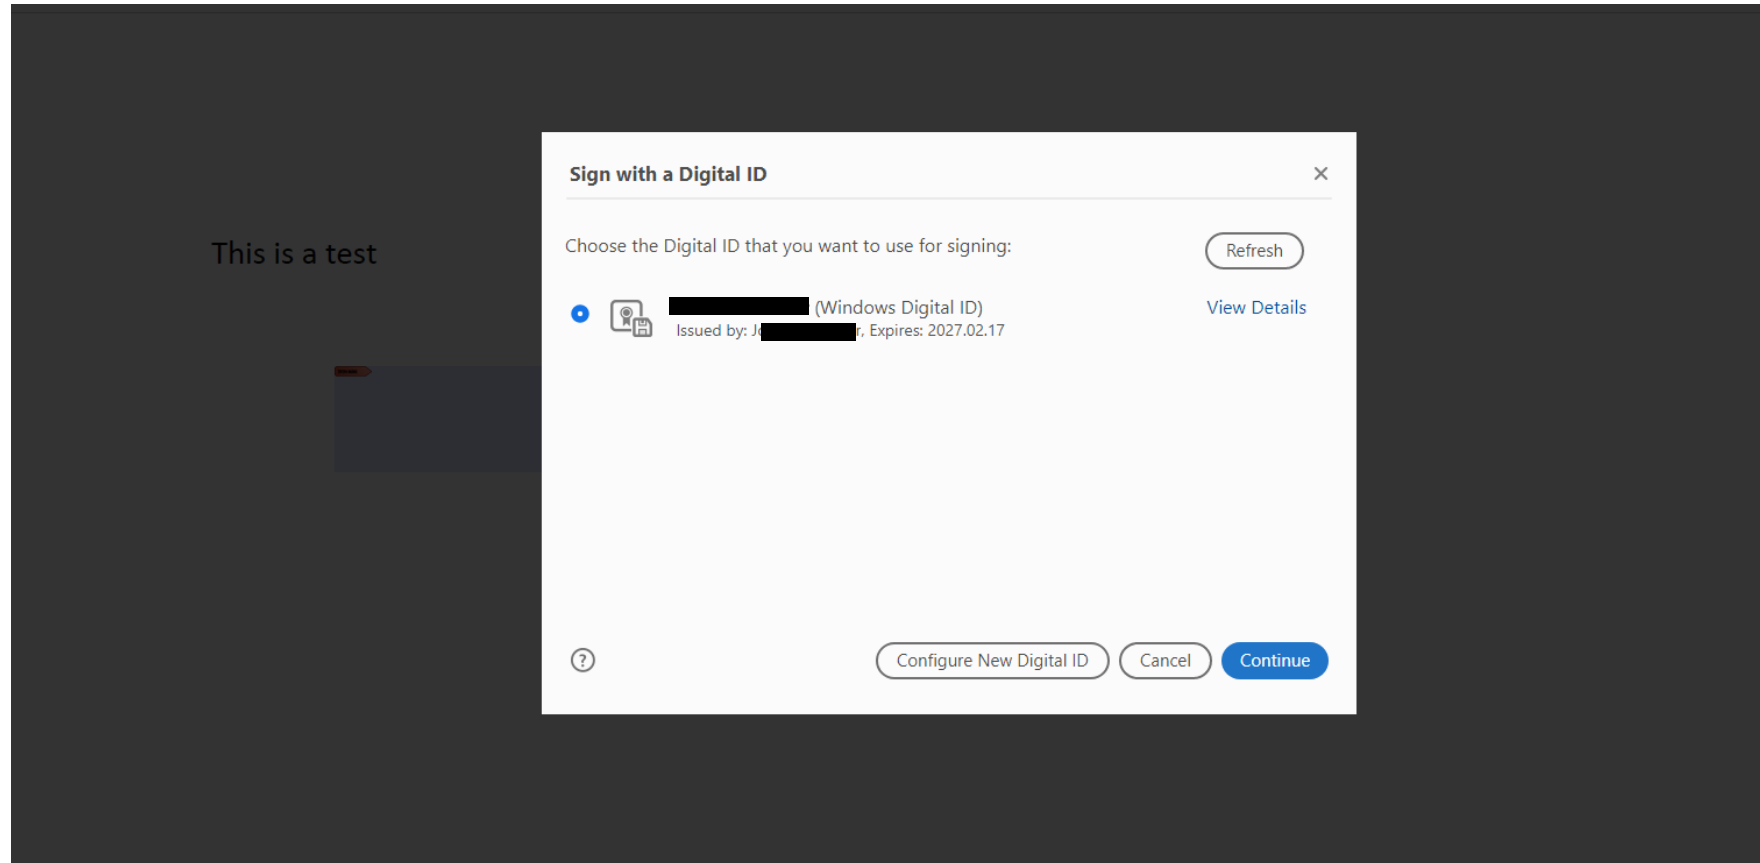 Sign with a Digital ID
Choose the Digital ID that you want to use for signing:
Refresh
This is a test
(Windows Digital ID)
View Details
Issued by: J r, Expires: 2027.02.17
Configure New Digital ID
Cancel
Continue